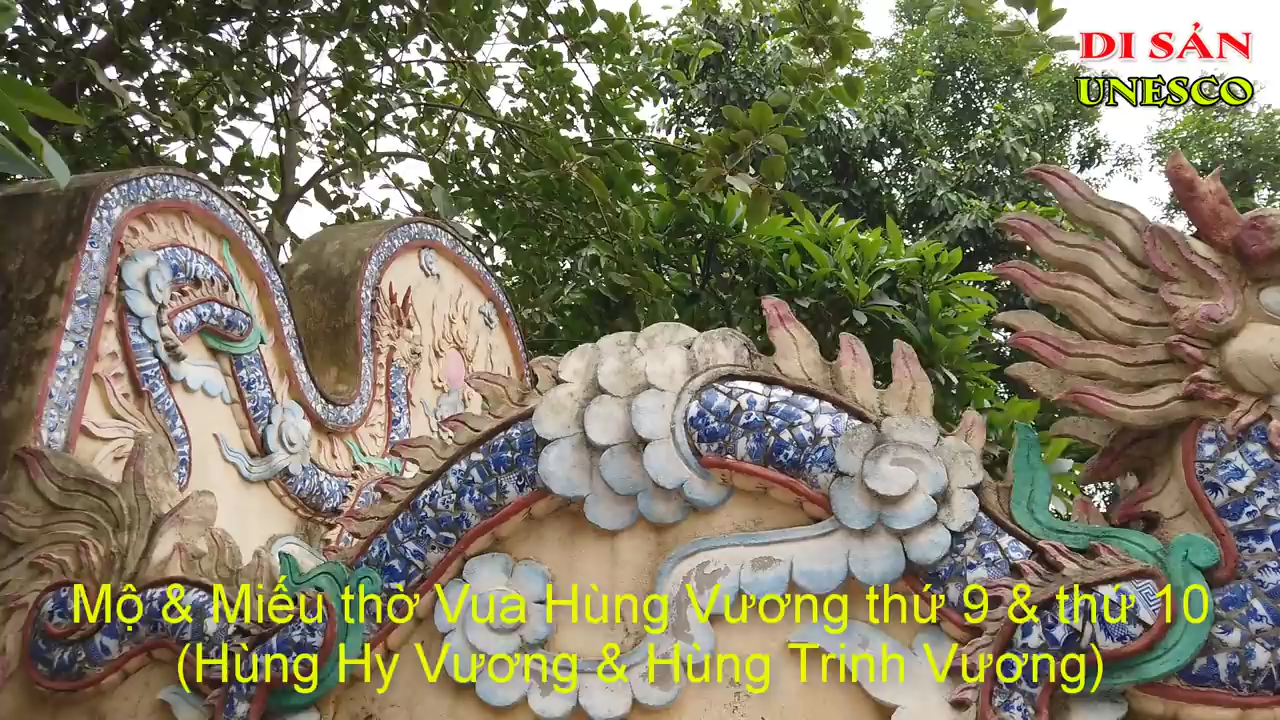 DI SẢN
UNESCO
Mộ & Miếu thờ Vua Hùng Vương thứ 9 & thứ 10
(Hùng Hy Vương & Hùng Trinh Vương)